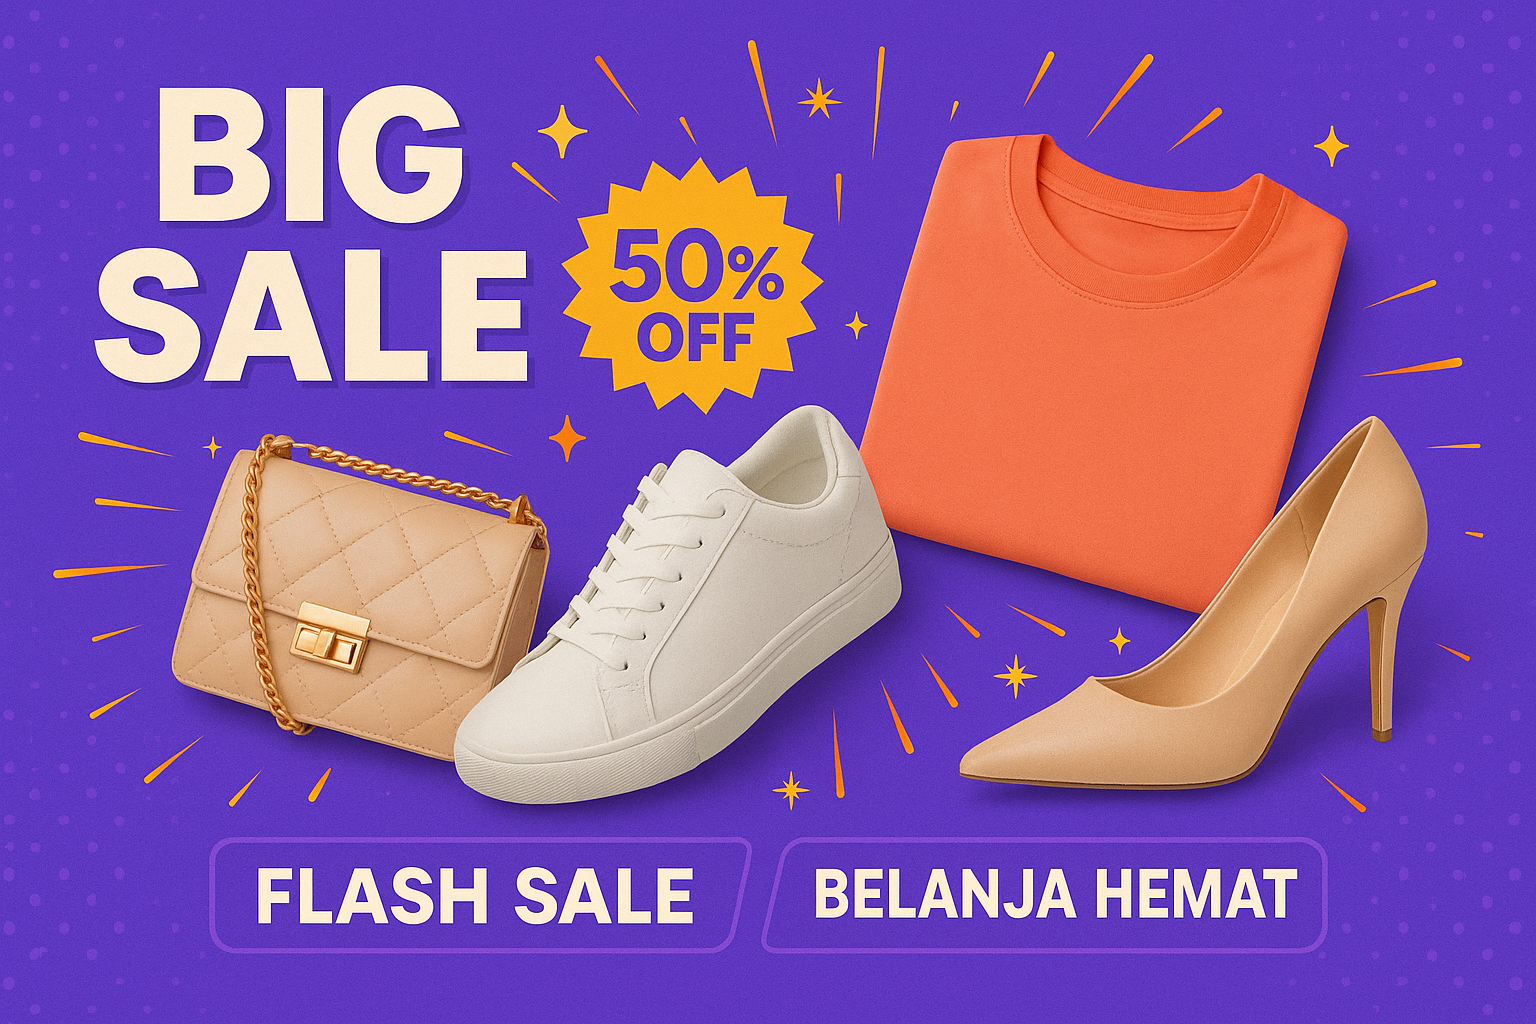 BIG
SALE
50%
OFF
FLASH SALE
BELANJA HEMAT